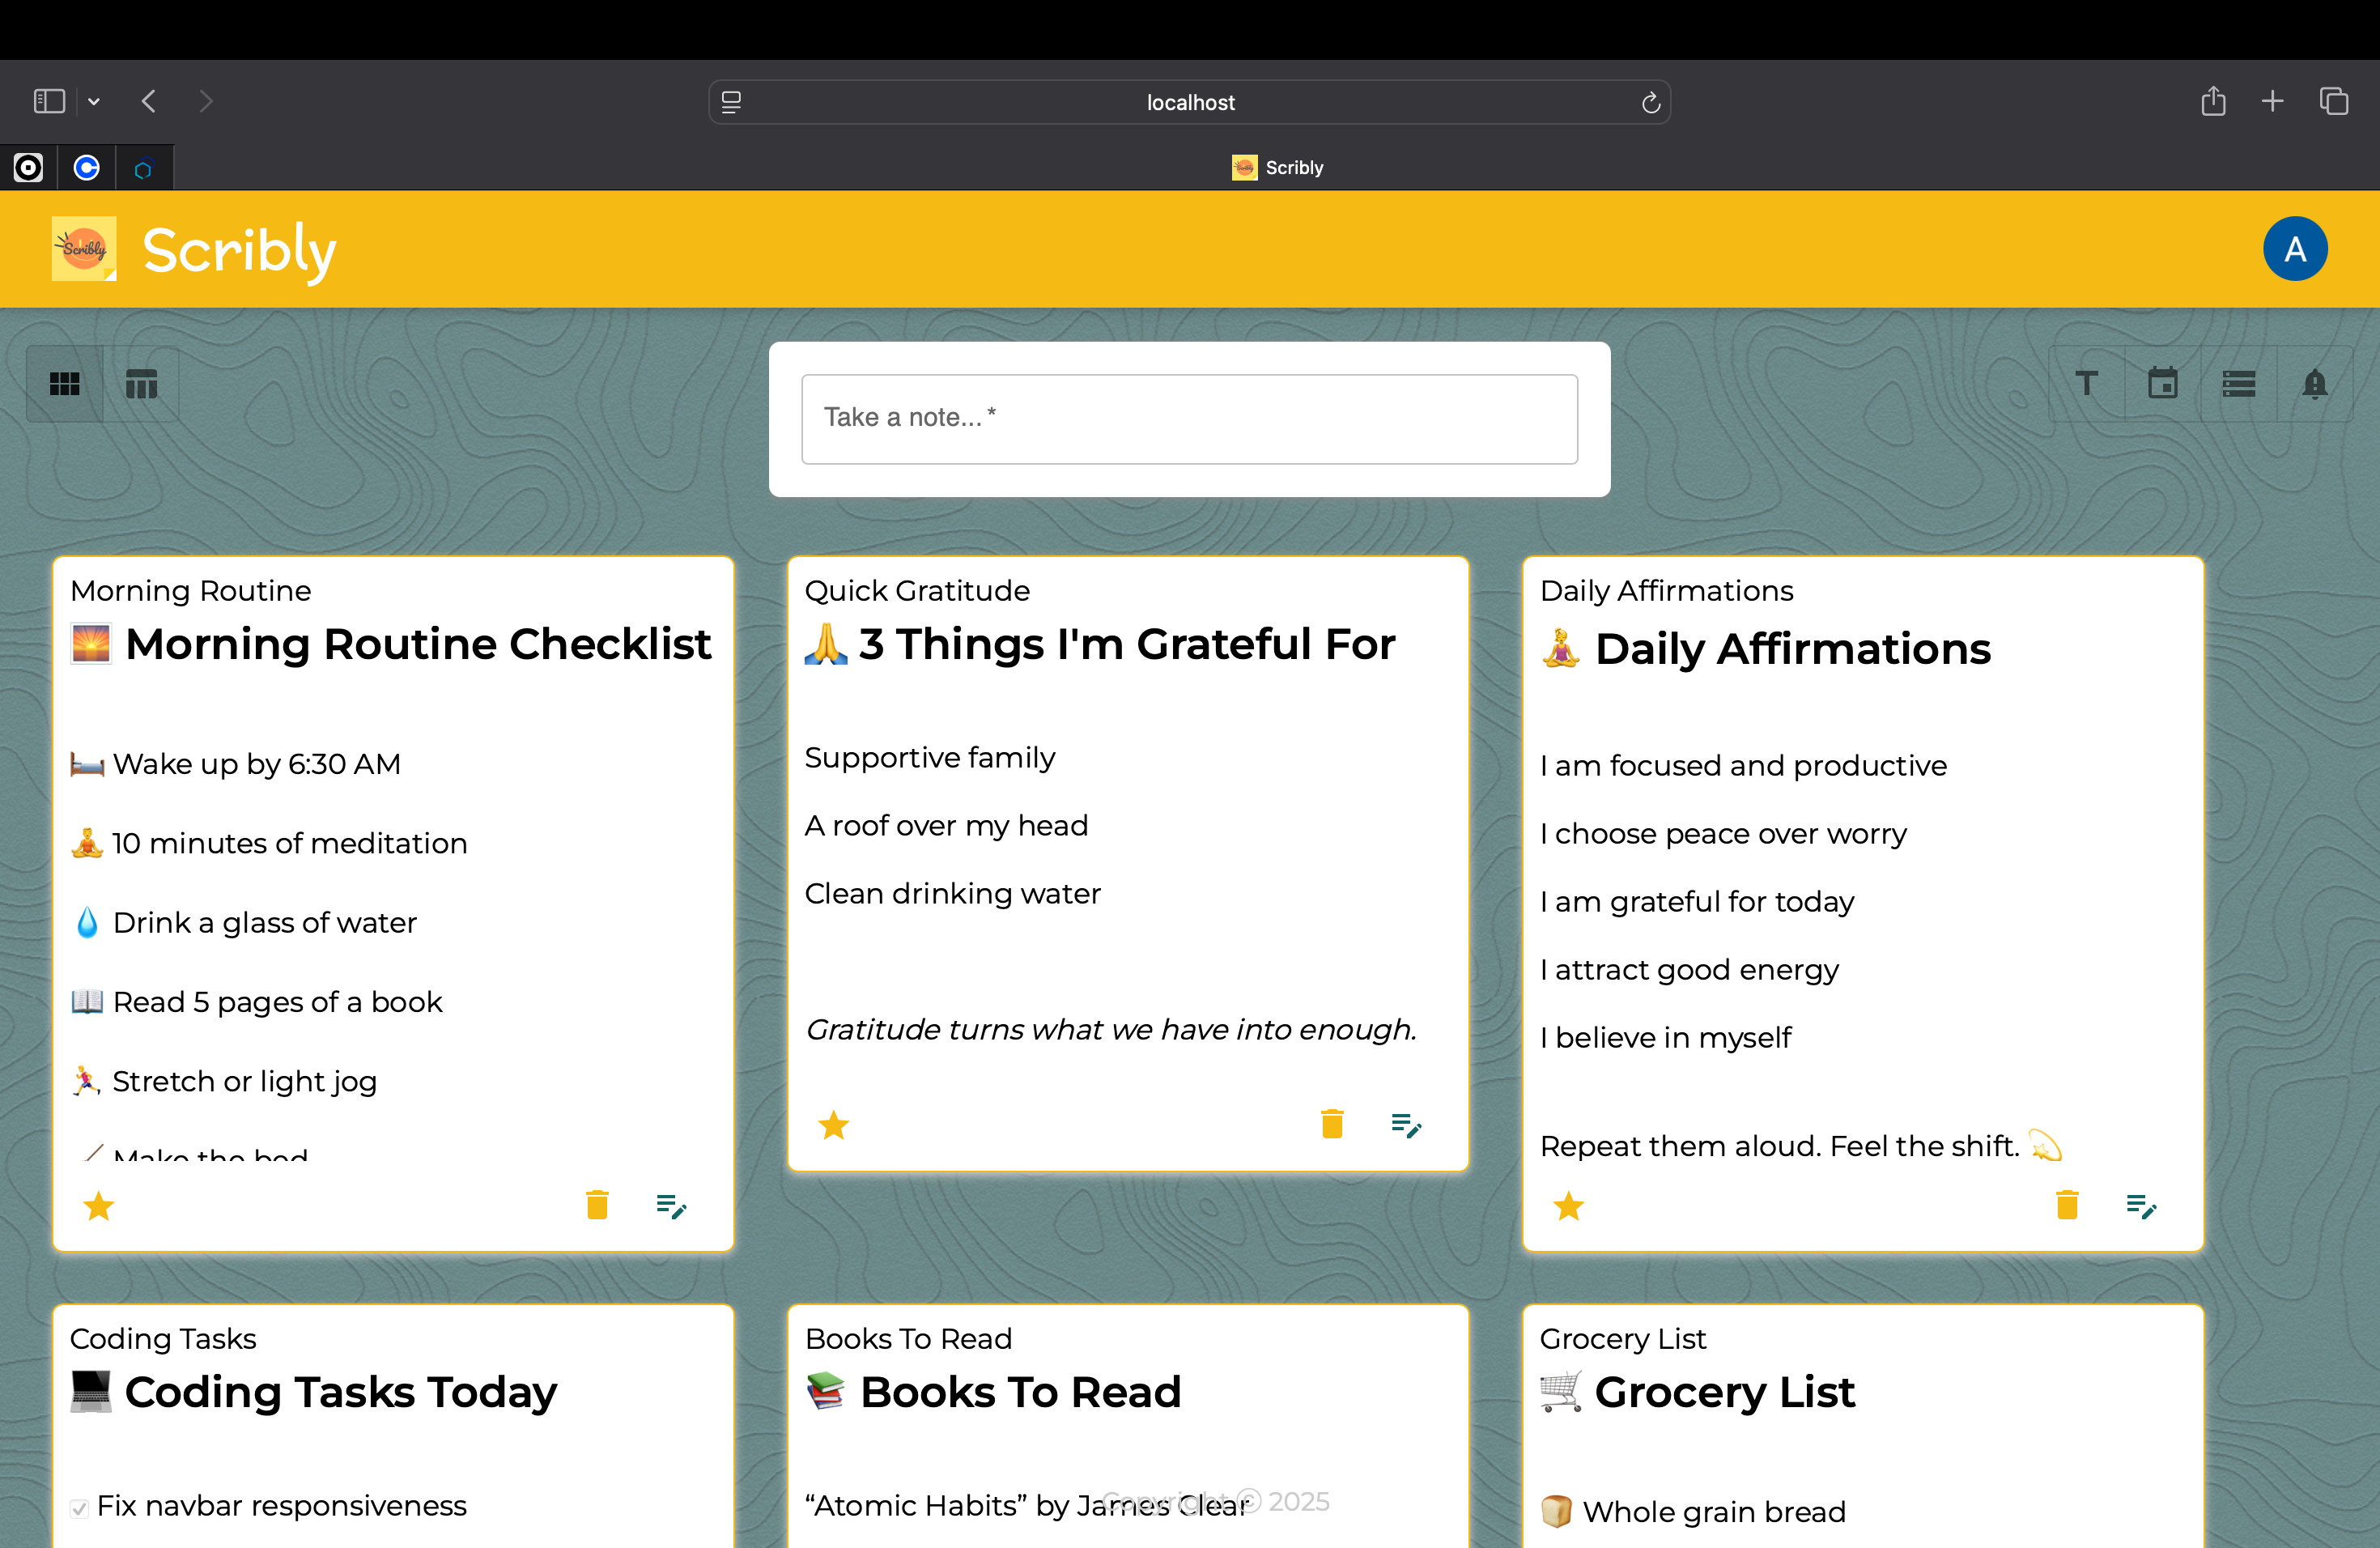 localhost
Scribly
Scribly
Scribly
A
Take a note... *
T
Morning Routine
🌅 Morning Routine Checklist
🛏️ Wake up by 6:30 AM
🧘 10 minutes of meditation
💧 Drink a glass of water
📖 Read 5 pages of a book
🏃‍♀️ Stretch or light jog
Make the bed
Quick Gratitude
🙏 3 Things I'm Grateful For
Supportive family
A roof over my head
Clean drinking water
Gratitude turns what we have into enough.
Daily Affirmations
🧘‍♀️ Daily Affirmations
I am focused and productive
I choose peace over worry
I am grateful for today
I attract good energy
I believe in myself
Repeat them aloud. Feel the shift. 💫
Coding Tasks
💻 Coding Tasks Today
Fix navbar responsiveness
Books To Read
📚 Books To Read
“Atomic Habits” by James Clear
Copyright © 2025
Grocery List
🛒 Grocery List
🍞 Whole grain bread